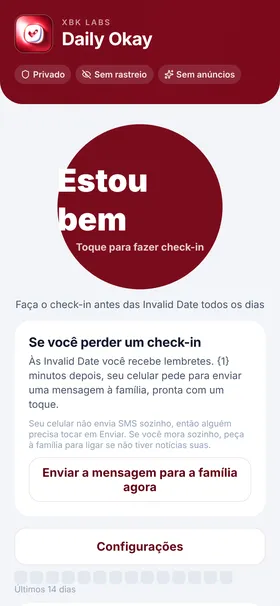 XBK LABS
Daily Okay
Privado
Sem rastreio
Sem anúncios
Estou
bem
Toque para fazer check-in
Faça o check-in antes das Invalid Date todos os dias
Se você perder um check-in
Às Invalid Date você recebe lembretes. {1}
minutos depois, seu celular pede para enviar
uma mensagem à família, pronta com um
toque.
Seu celular não envia SMS sozinho, então alguém
precisa tocar em Enviar. Se você mora sozinho, peça
à família para ligar se não tiver notícias suas.
Enviar a mensagem para a família
agora
Configurações
Últimos 14 dias